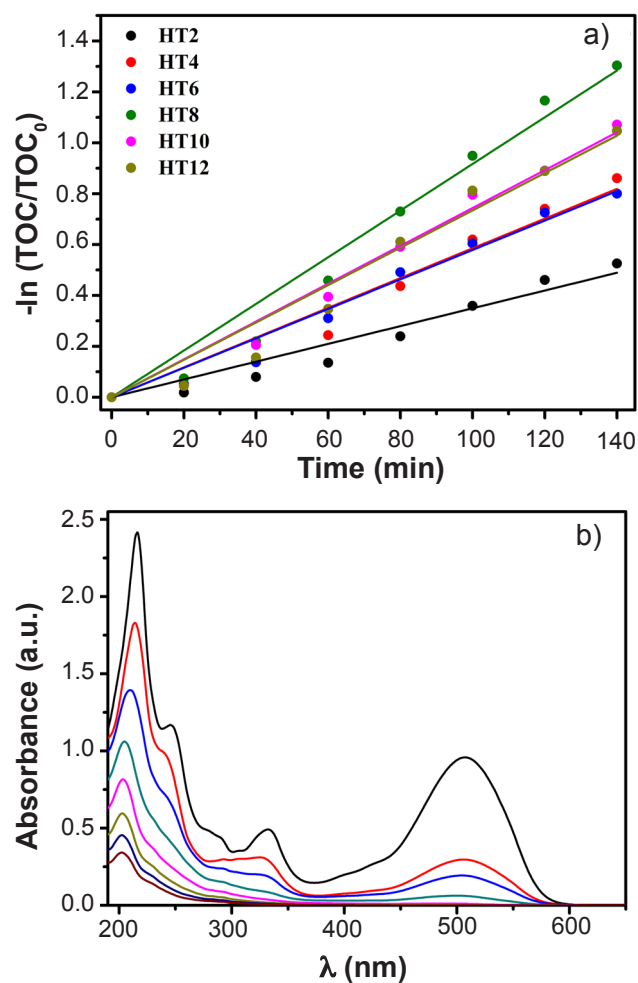 a)
1.4
1.2
1.0
0.8
0.6
0.4
0.2
0.0
-ln (TOC/TOC0)
HT2
HT4
HT6
HT8
HT10
HT12
0 20 40 60 80 100 120 140
Time (min)
b)
2.5
2.0
1.5
1.0
0.5
0.0
Absorbance (a.u.)
200 300 400 500 600
λ (nm)